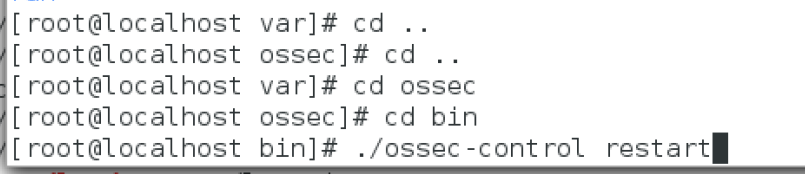 [root@localhost var]# cd ..
[root@localhost ossec]# cd ..
[root@localhost var]# cd ossec
[root@localhost ossec]# cd bin
[root@localhost bin]# ./ossec-control restart